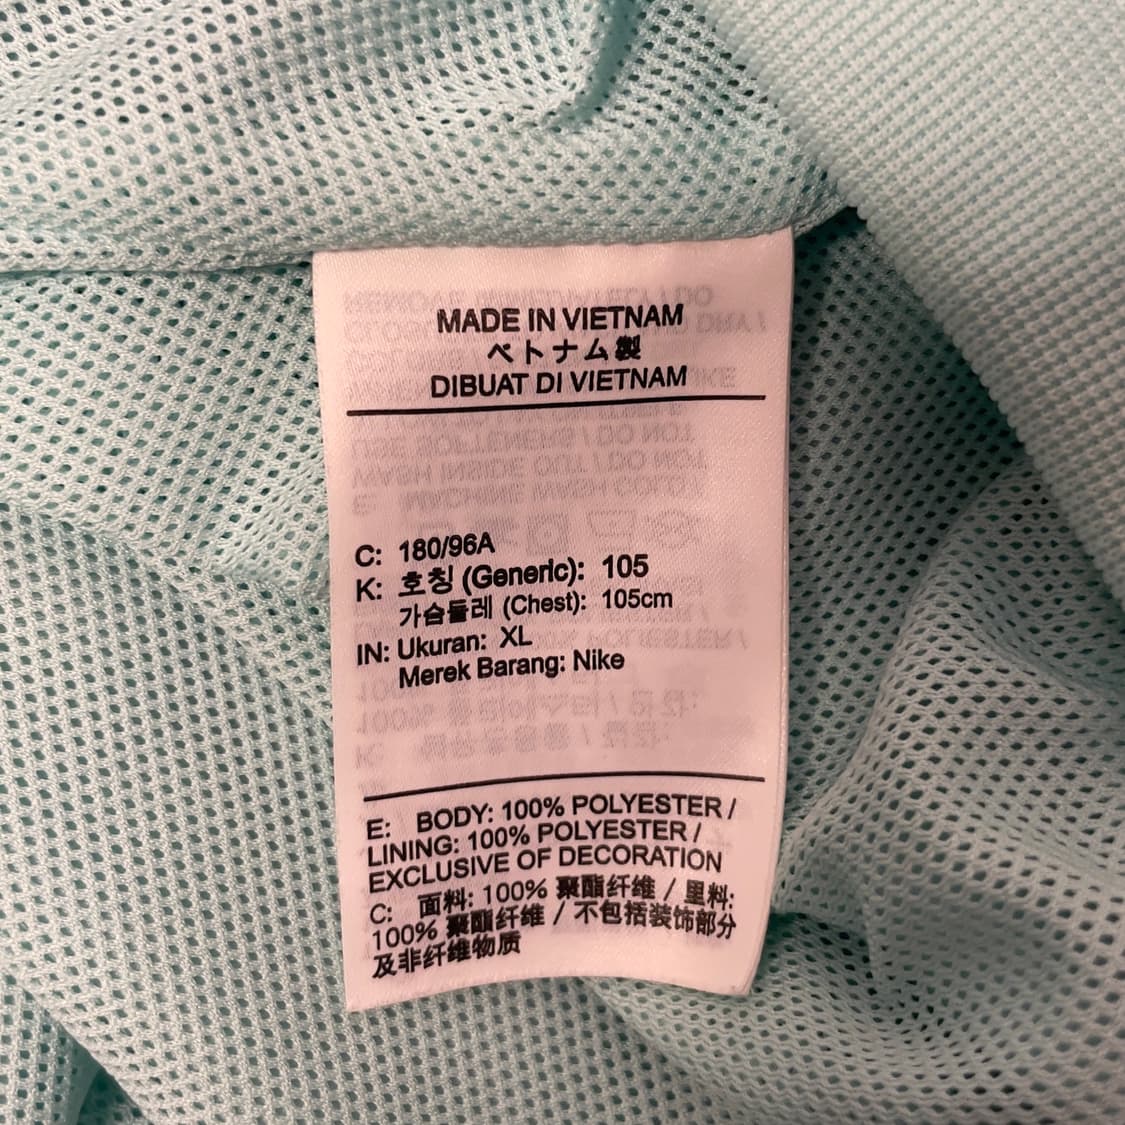 MADE IN VIETNAM
ベトナム製
DIBUAT DI VIETNAM
C: 180/96A
K: 호칭 (Generic): 105
가슴둘레 (Chest): 105cm
IN: Ukuran: XL
Merek Barang: Nike
E: BODY: 100% POLYESTER /
LINING: 100% POLYESTER /
EXCLUSIVE OF DECORATION
C: 面料: 100% 聚酯纤维 / 里料:
100% 聚酯纤维 / 不包括装饰部分
及非纤维物质